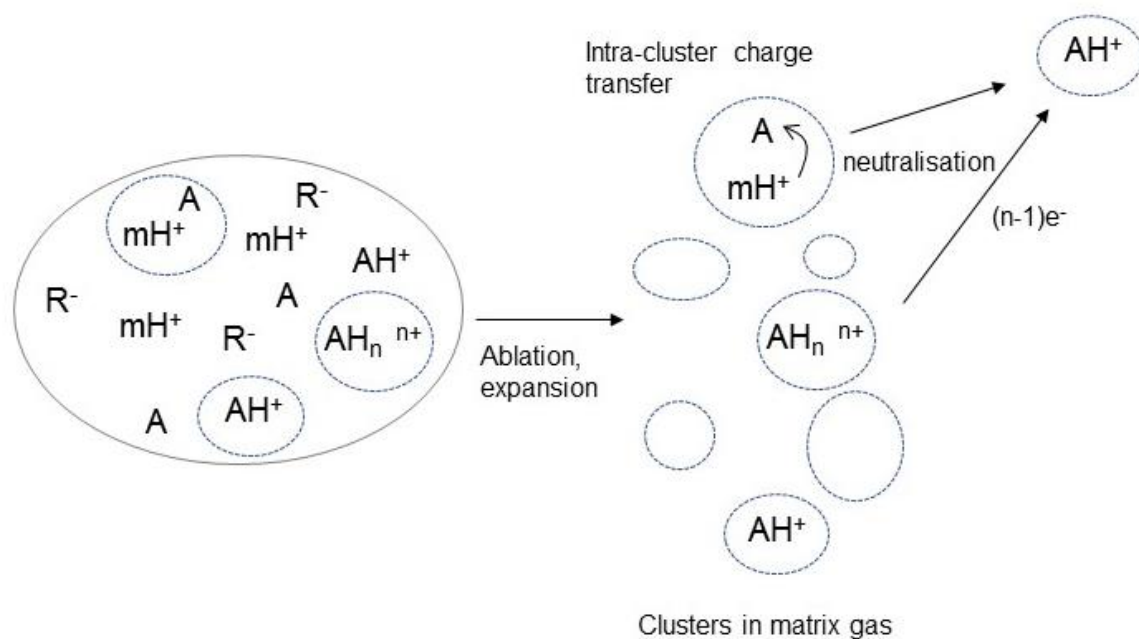 Intra-cluster charge
transfer
AH⁺
A
mH⁺
neutralisation
(n-1)e⁻
A
mH⁺
R⁻
mH⁺
AH⁺
R⁻
A
mH⁺
R⁻
AHₙ ⁿ⁺
A
AH⁺
Ablation,
expansion
AHₙ ⁿ⁺
AH⁺
Clusters in matrix gas